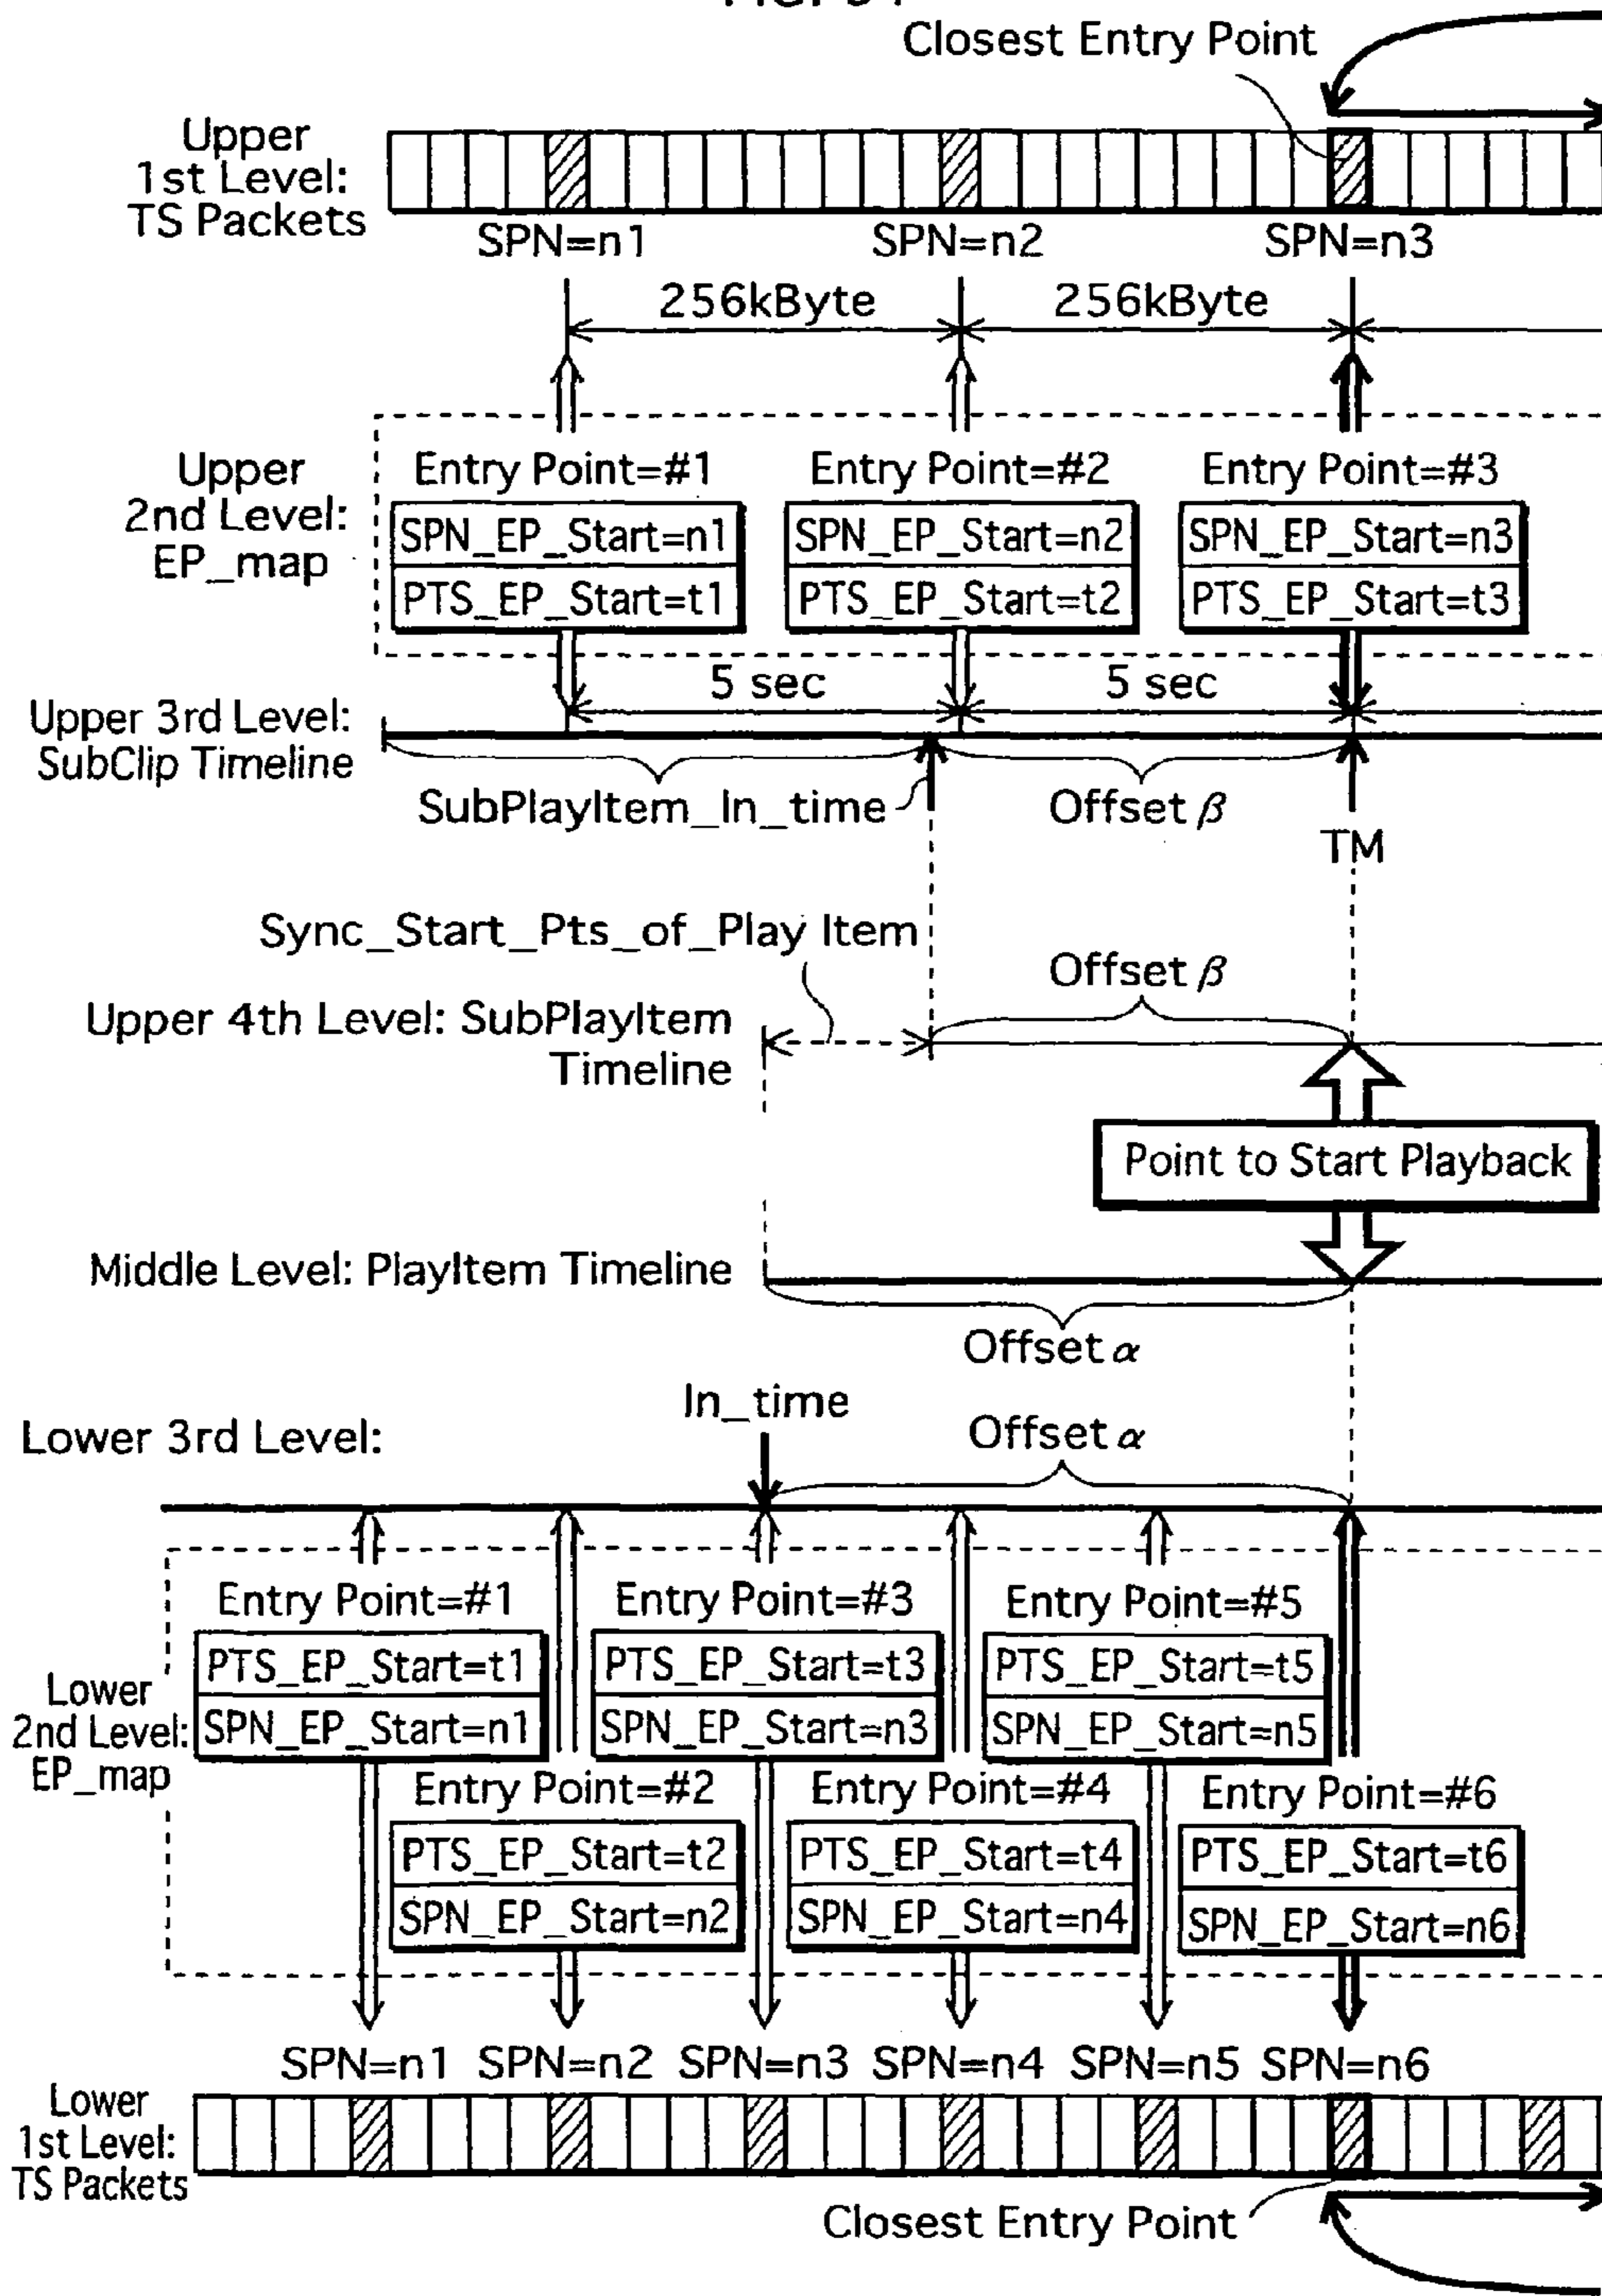 Closest Entry Point
Upper
1st Level:
TS Packets
SPN=n1
SPN=n2
SPN=n3
256kByte
256kByte
Upper
2nd Level:
EP_map
Entry Point=#1
SPN_EP_Start=n1
PTS_EP_Start=t1
Entry Point=#2
SPN_EP_Start=n2
PTS_EP_Start=t2
Entry Point=#3
SPN_EP_Start=n3
PTS_EP_Start=t3
5 sec
5 sec
Upper 3rd Level:
SubClip Timeline
SubPlayItem_In_time
Offset β
TM
Sync_Start_Pts_of_Play Item
Offset β
Upper 4th Level: SubPlayItem
Timeline
Point to Start Playback
Middle Level: PlayItem Timeline
Offset α
In_time
Lower 3rd Level:
Offset α
Lower
2nd Level:
EP_map
Entry Point=#1
PTS_EP_Start=t1
SPN_EP_Start=n1
Entry Point=#3
PTS_EP_Start=t3
SPN_EP_Start=n3
Entry Point=#5
PTS_EP_Start=t5
SPN_EP_Start=n5
Entry Point=#2
PTS_EP_Start=t2
SPN_EP_Start=n2
Entry Point=#4
PTS_EP_Start=t4
SPN_EP_Start=n4
Entry Point=#6
PTS_EP_Start=t6
SPN_EP_Start=n6
SPN=n1 SPN=n2 SPN=n3 SPN=n4 SPN=n5 SPN=n6
Lower
1st Level:
TS Packets
Closest Entry Point